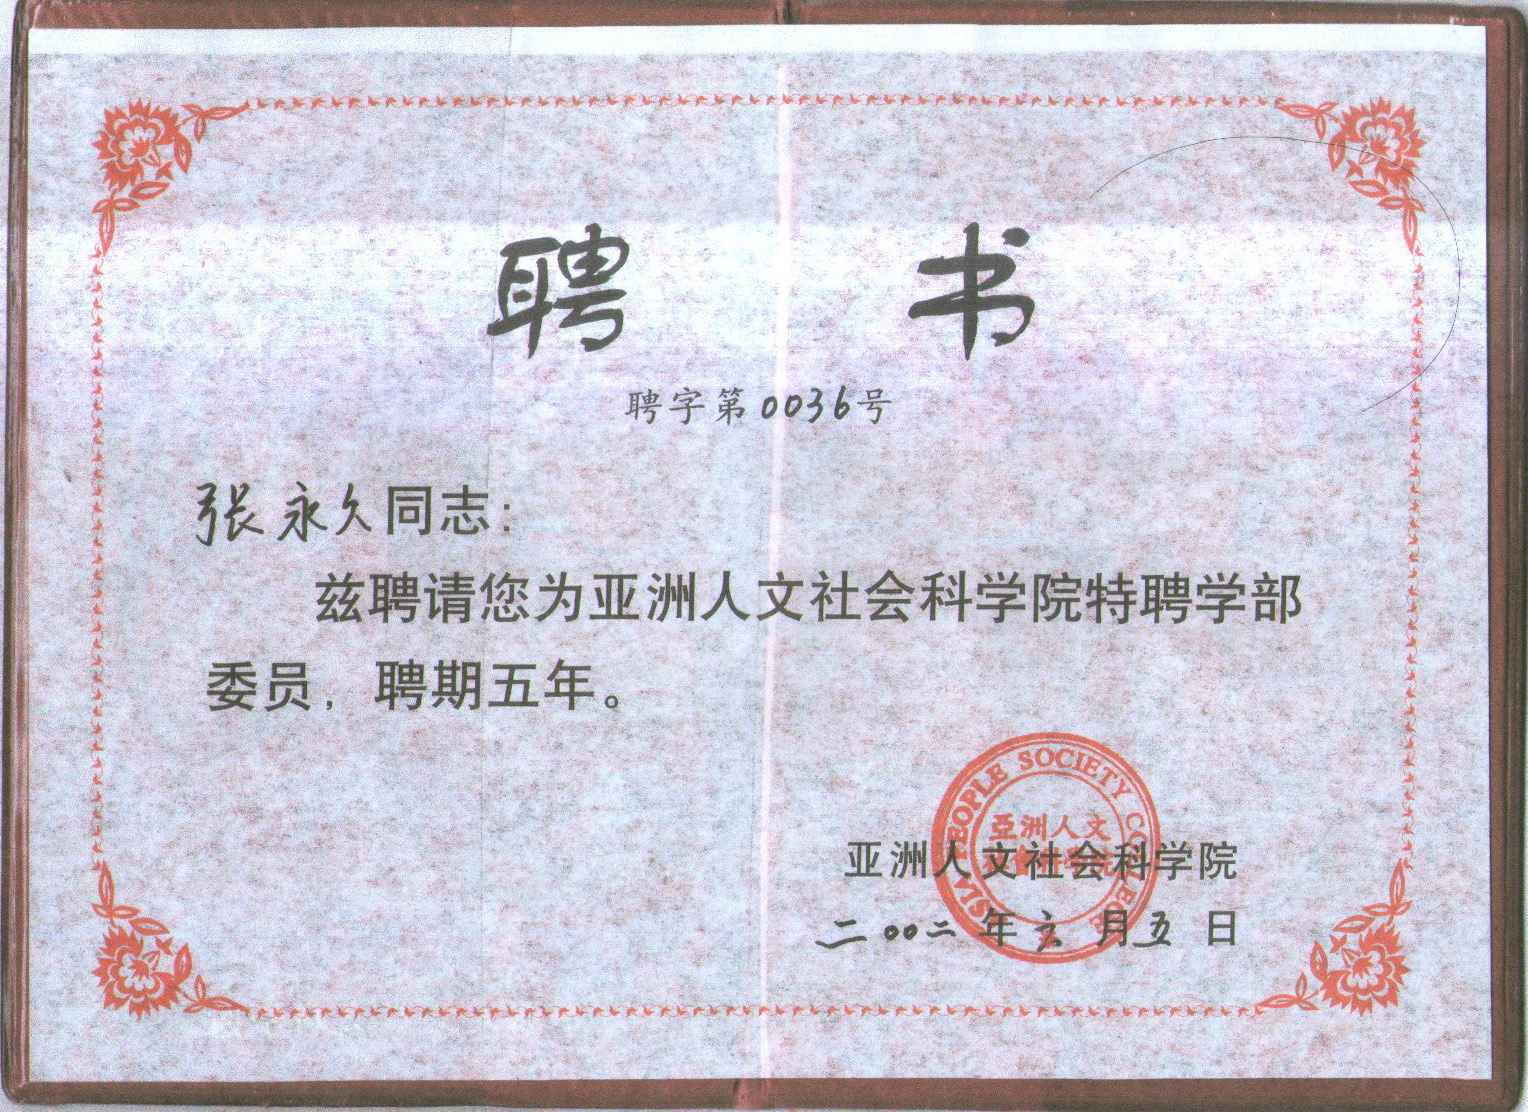 聘 书
聘字第0036号
张永久同志：
兹聘请您为亚洲人文社会科学院特聘学部
委员，聘期五年。
PEOPLE SOCIETY
亞洲人文
亚洲人文社会科学院
二00二年六月五日